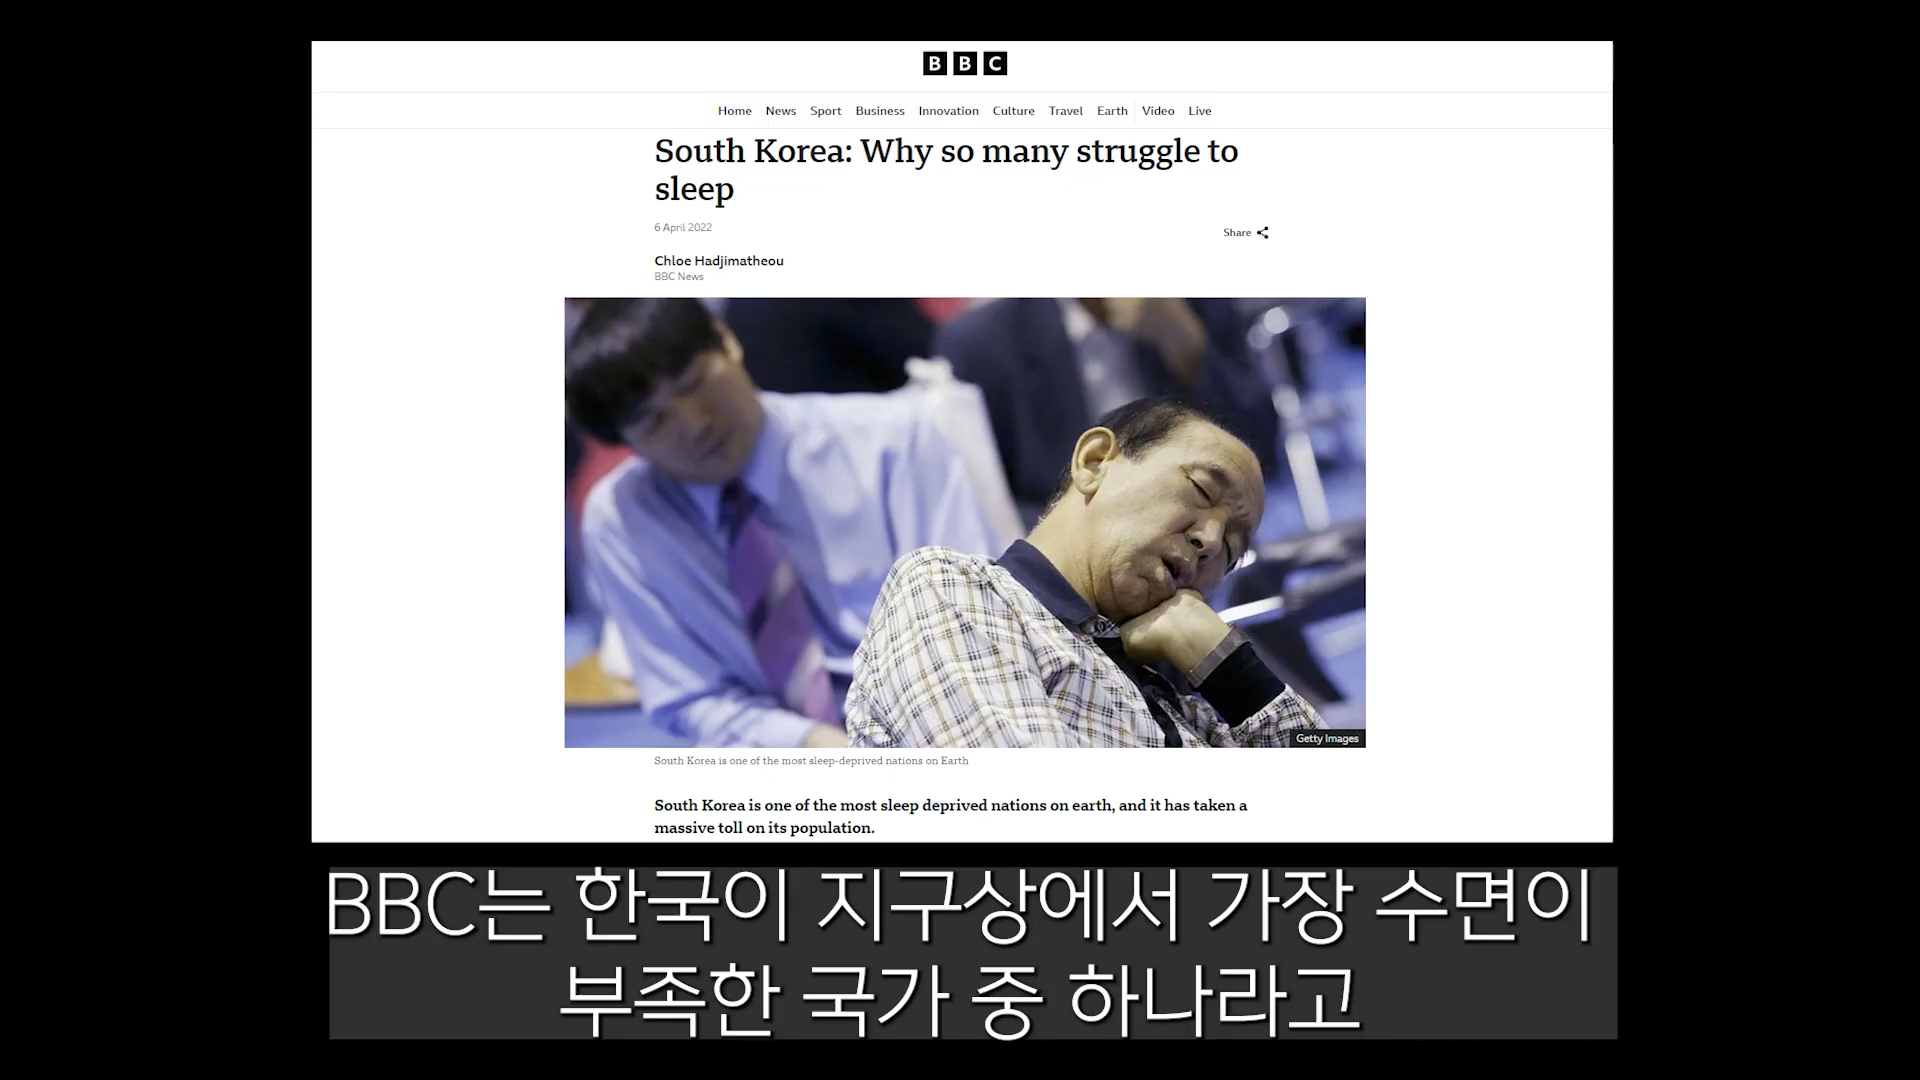 BBC
Home News Sport Business Innovation Culture Travel Earth Video Live
South Korea: Why so many struggle to
sleep
6 April 2022
Share
Chloe Hadjimatheou
BBC News
Getty Images
South Korea is one of the most sleep-deprived nations on Earth
South Korea is one of the most sleep deprived nations on earth, and it has taken a
massive toll on its population.
BBC는 한국이 지구상에서 가장 수면이
부족한 국가 중 하나라고